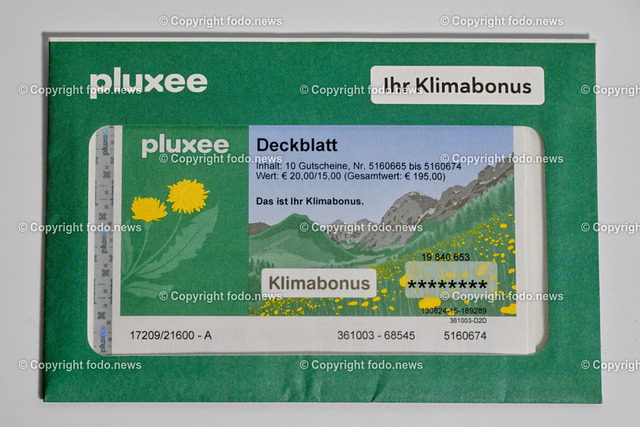 pluxee
Ihr Klimabonus
pluxee
Deckblatt
Inhalt: 10 Gutscheine, Nr. 5160665 bis 5160674
Wert: € 20,00/15,00 (Gesamtwert: € 195,00)
Das ist Ihr Klimabonus.
19 840 653
Klimabonus
********
130824-15-189289
361003-D2D
17209/21600 - A
361003 - 68545
5160674
© Copyright fodo.news